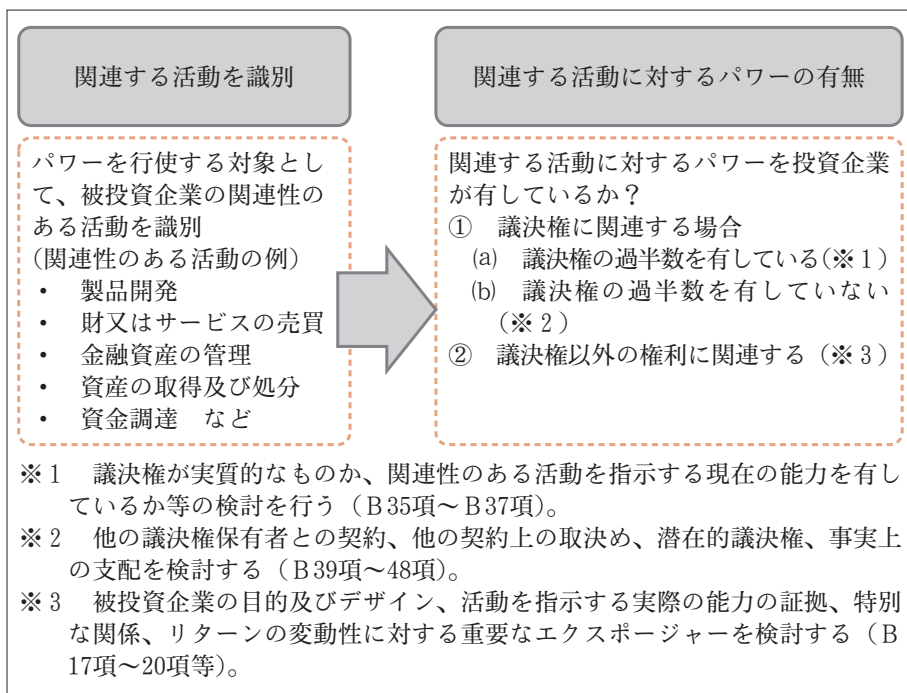 関連する活動を識別
関連する活動に対するパワーの有無
パワーを行使する対象とし
て、被投資企業の関連性の
ある活動を識別
(関連性のある活動の例)
・ 製品開発
・ 財又はサービスの売買
・ 金融資産の管理
・ 資産の取得及び処分
・ 資金調達 など
関連する活動に対するパワーを投資企業
が有しているか?
① 議決権に関連する場合
(a) 議決権の過半数を有している(※1)
(b) 議決権の過半数を有していない
(※2)
② 議決権以外の権利に関連する(※3)
※1 議決権が実質的なものか、関連性のある活動を指示する現在の能力を有し
ているか等の検討を行う(B35項~B37項)。
※2 他の議決権保有者との契約、他の契約上の取決め、潜在的議決権、事実上
の支配を検討する(B39項~48項)。
※3 被投資企業の目的及びデザイン、活動を指示する実際の能力の証拠、特別
な関係、リターンの変動性に対する重要なエクスポージャーを検討する(B
17項~20項等)。